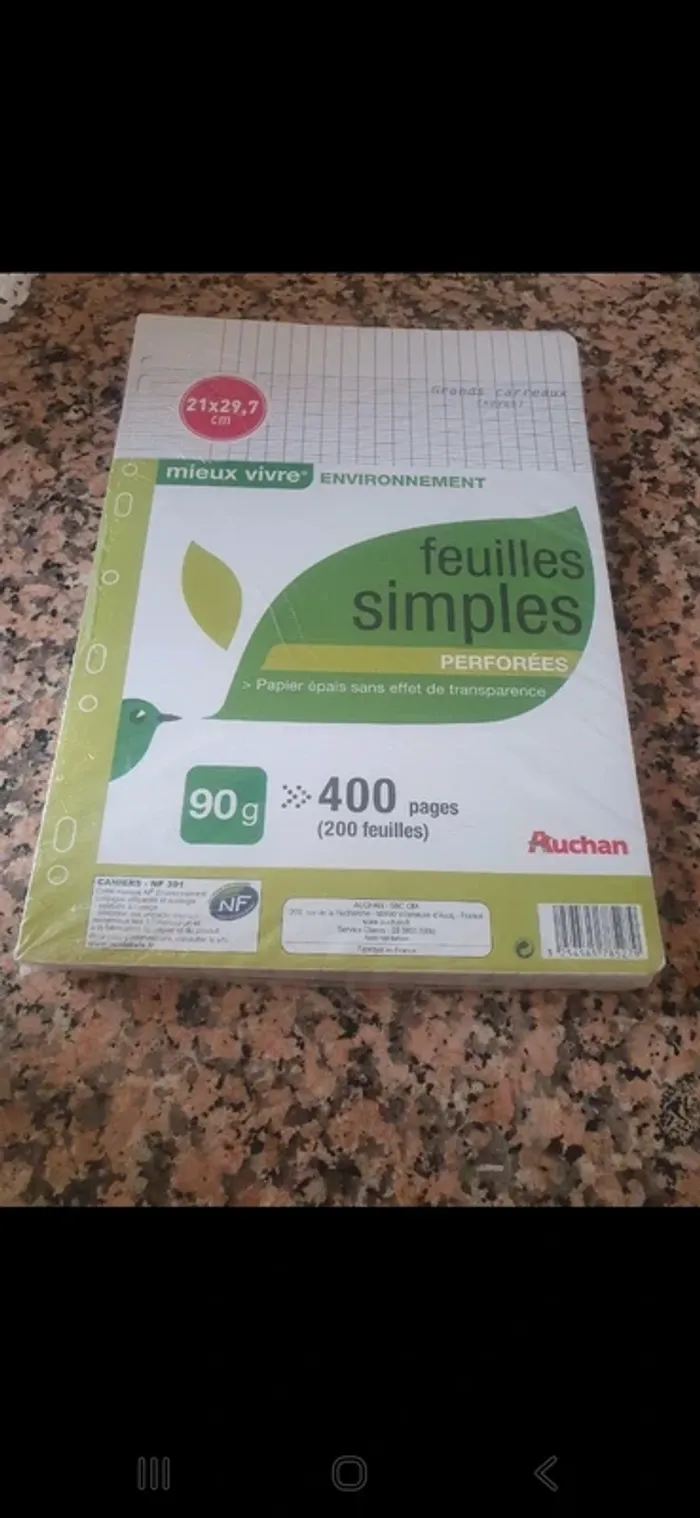 Grands carreaux
21x29,7
cm
mieux vivre ENVIRONNEMENT
feuilles
simples
PERFORÉES
> Papier épais sans effet de transparence
90g
400 pages
(200 feuilles)
Auchan
CAHIERS - NF 391
NF